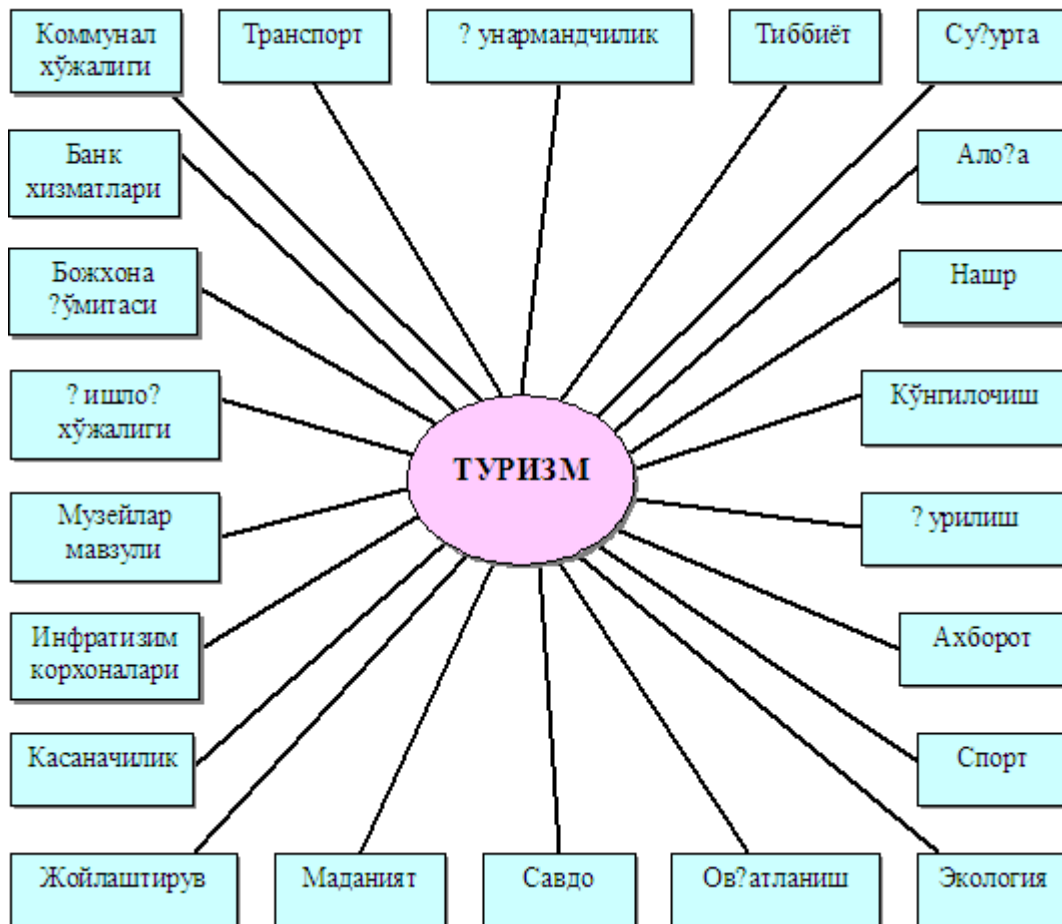 Коммунал
хўжалиги
Транспорт
? унармандчилик
Тиббиёт
Су?урта
Банк
хизматлари
Ало?а
Божхона
?ўмитаси
Нашр
? ишло?
хўжалиги
Кўнгилочиш
ТУРИЗМ
Музейлар
мавзули
? урилиш
Инфратизим
корхоналари
Ахборот
Касаначилик
Спорт
Жойлаштирув
Маданият
Савдо
Ов?атланиш
Экология